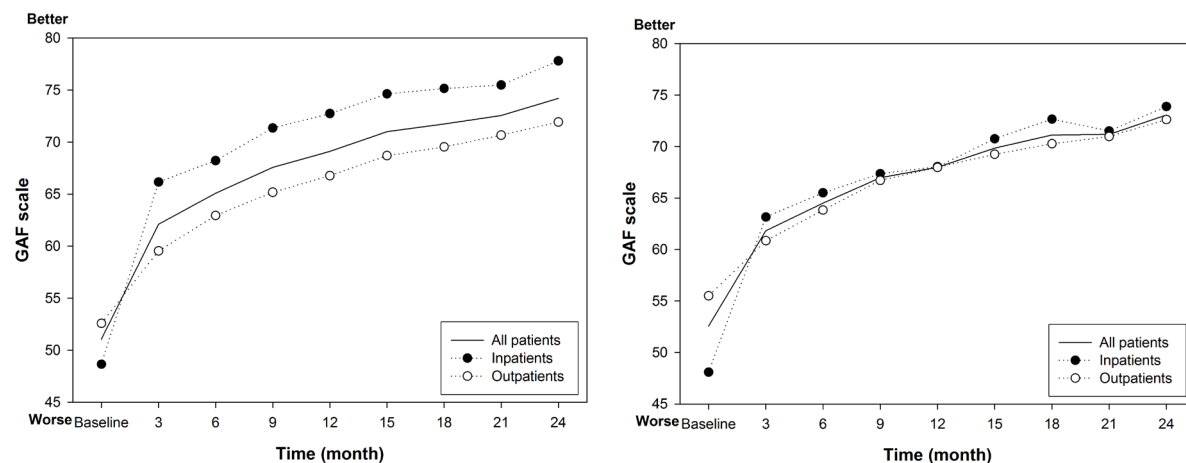 Better
80
75
70
65
60
55
50
45
GAF scale
All patients
Inpatients
Outpatients
Worse
Baseline 3 6 9 12 15 18 21 24
Time (month)
Better
80
75
70
65
60
55
50
45
GAF scale
All patients
Inpatients
Outpatients
Worse
Baseline 3 6 9 12 15 18 21 24
Time (month)